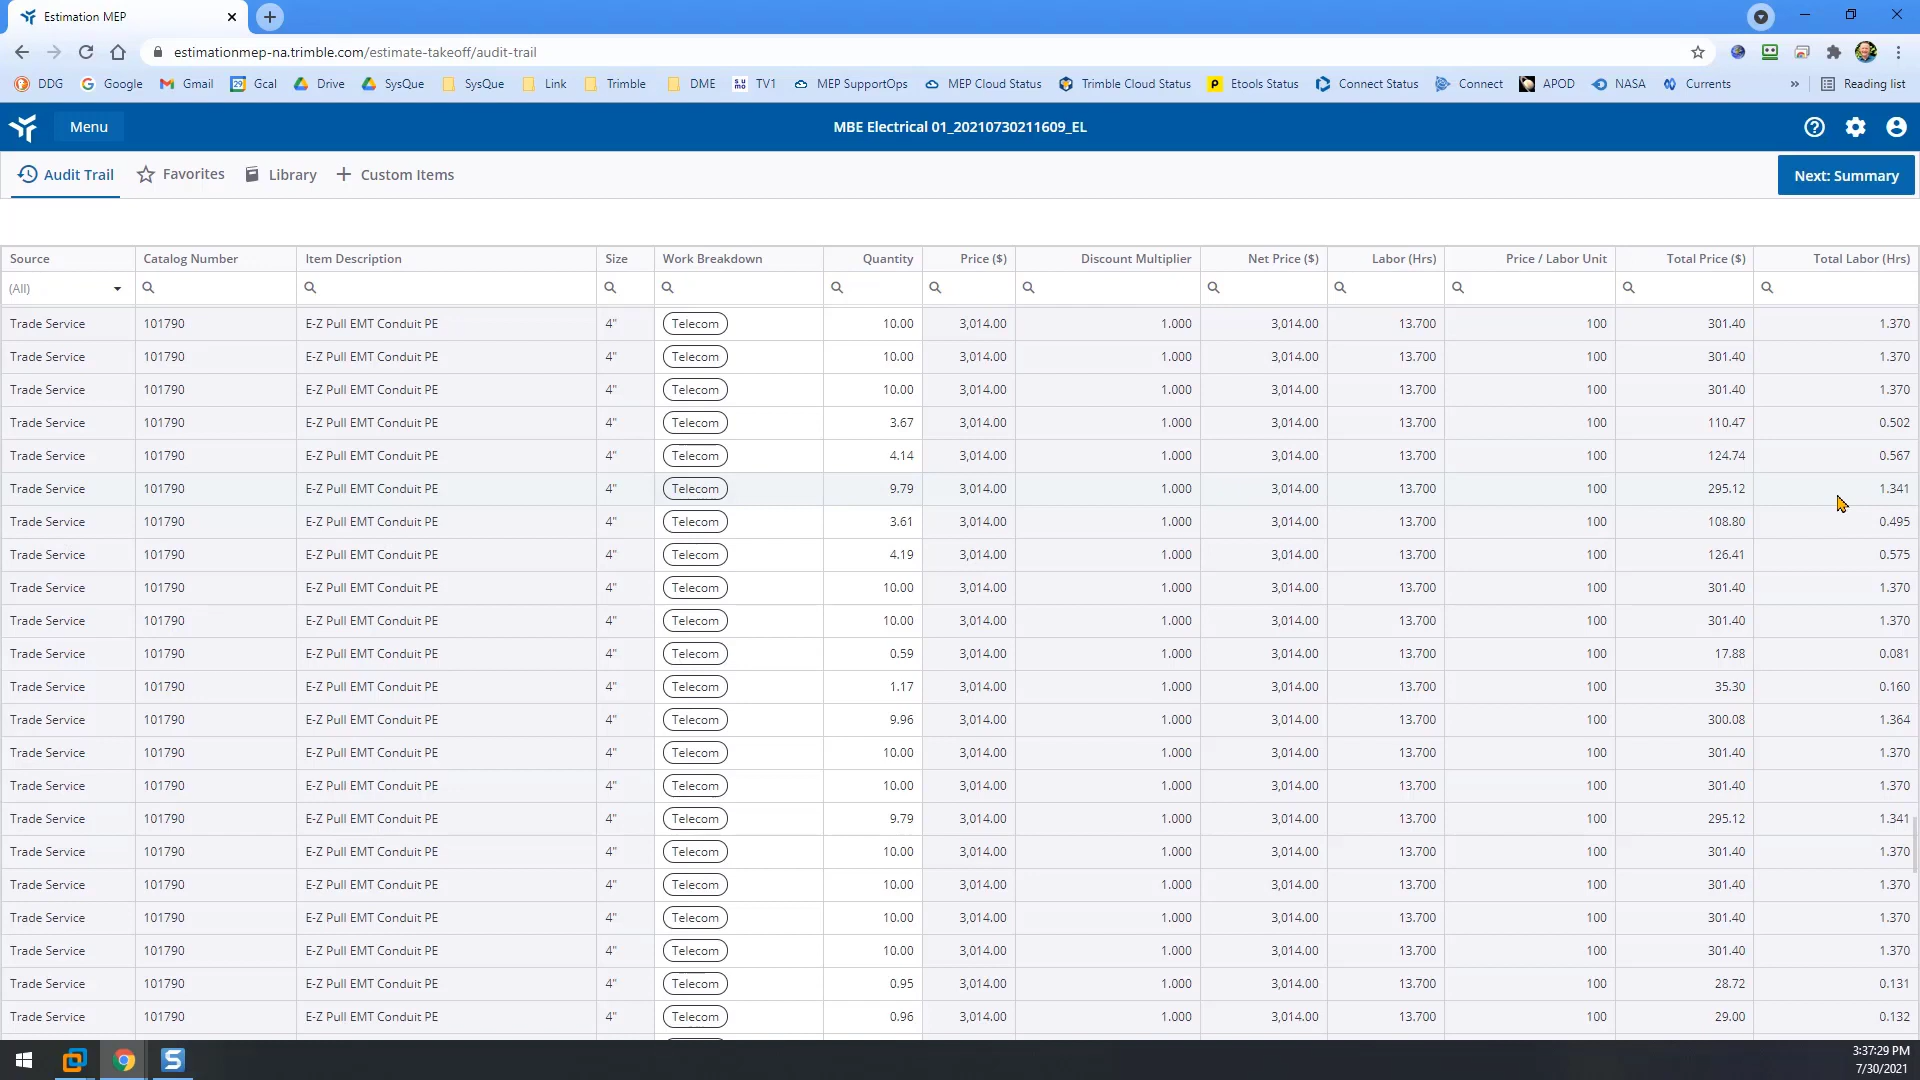 Estimation MEP
estimationmep-na.trimble.com/estimate-takeoff/audit-trail
DDG Google Gmail Gcal Drive SysQue SysQue Link Trimble DME TV1 MEP SupportOps MEP Cloud Status Trimble Cloud Status Etools Status Connect Status Connect APOD NASA Currents » Reading list
Menu MBE Electrical 01_20210730211609_EL
Audit Trail Favorites Library Custom Items Next: Summary
Source Catalog Number Item Description Size Work Breakdown Quantity Price ($) Discount Multiplier Net Price ($) Labor (Hrs) Price / Labor Unit Total Price ($) Total Labor (Hrs)
(All)
Trade Service 101790 E-Z Pull EMT Conduit PE 4" Telecom 10.00 3,014.00 1.000 3,014.00 13.700 100 301.40 1.370
Trade Service 101790 E-Z Pull EMT Conduit PE 4" Telecom 10.00 3,014.00 1.000 3,014.00 13.700 100 301.40 1.370
Trade Service 101790 E-Z Pull EMT Conduit PE 4" Telecom 10.00 3,014.00 1.000 3,014.00 13.700 100 301.40 1.370
Trade Service 101790 E-Z Pull EMT Conduit PE 4" Telecom 3.67 3,014.00 1.000 3,014.00 13.700 100 110.47 0.502
Trade Service 101790 E-Z Pull EMT Conduit PE 4" Telecom 4.14 3,014.00 1.000 3,014.00 13.700 100 124.74 0.567
Trade Service 101790 E-Z Pull EMT Conduit PE 4" Telecom 9.79 3,014.00 1.000 3,014.00 13.700 100 295.12 1.341
Trade Service 101790 E-Z Pull EMT Conduit PE 4" Telecom 3.61 3,014.00 1.000 3,014.00 13.700 100 108.80 0.495
Trade Service 101790 E-Z Pull EMT Conduit PE 4" Telecom 4.19 3,014.00 1.000 3,014.00 13.700 100 126.41 0.575
Trade Service 101790 E-Z Pull EMT Conduit PE 4" Telecom 10.00 3,014.00 1.000 3,014.00 13.700 100 301.40 1.370
Trade Service 101790 E-Z Pull EMT Conduit PE 4" Telecom 10.00 3,014.00 1.000 3,014.00 13.700 100 301.40 1.370
Trade Service 101790 E-Z Pull EMT Conduit PE 4" Telecom 0.59 3,014.00 1.000 3,014.00 13.700 100 17.88 0.081
Trade Service 101790 E-Z Pull EMT Conduit PE 4" Telecom 1.17 3,014.00 1.000 3,014.00 13.700 100 35.30 0.160
Trade Service 101790 E-Z Pull EMT Conduit PE 4" Telecom 9.96 3,014.00 1.000 3,014.00 13.700 100 300.08 1.364
Trade Service 101790 E-Z Pull EMT Conduit PE 4" Telecom 10.00 3,014.00 1.000 3,014.00 13.700 100 301.40 1.370
Trade Service 101790 E-Z Pull EMT Conduit PE 4" Telecom 10.00 3,014.00 1.000 3,014.00 13.700 100 301.40 1.370
Trade Service 101790 E-Z Pull EMT Conduit PE 4" Telecom 9.79 3,014.00 1.000 3,014.00 13.700 100 295.12 1.341
Trade Service 101790 E-Z Pull EMT Conduit PE 4" Telecom 10.00 3,014.00 1.000 3,014.00 13.700 100 301.40 1.370
Trade Service 101790 E-Z Pull EMT Conduit PE 4" Telecom 10.00 3,014.00 1.000 3,014.00 13.700 100 301.40 1.370
Trade Service 101790 E-Z Pull EMT Conduit PE 4" Telecom 10.00 3,014.00 1.000 3,014.00 13.700 100 301.40 1.370
Trade Service 101790 E-Z Pull EMT Conduit PE 4" Telecom 10.00 3,014.00 1.000 3,014.00 13.700 100 301.40 1.370
Trade Service 101790 E-Z Pull EMT Conduit PE 4" Telecom 0.95 3,014.00 1.000 3,014.00 13.700 100 28.72 0.131
Trade Service 101790 E-Z Pull EMT Conduit PE 4" Telecom 0.96 3,014.00 1.000 3,014.00 13.700 100 29.00 0.132
3:37:29 PM
7/30/2021